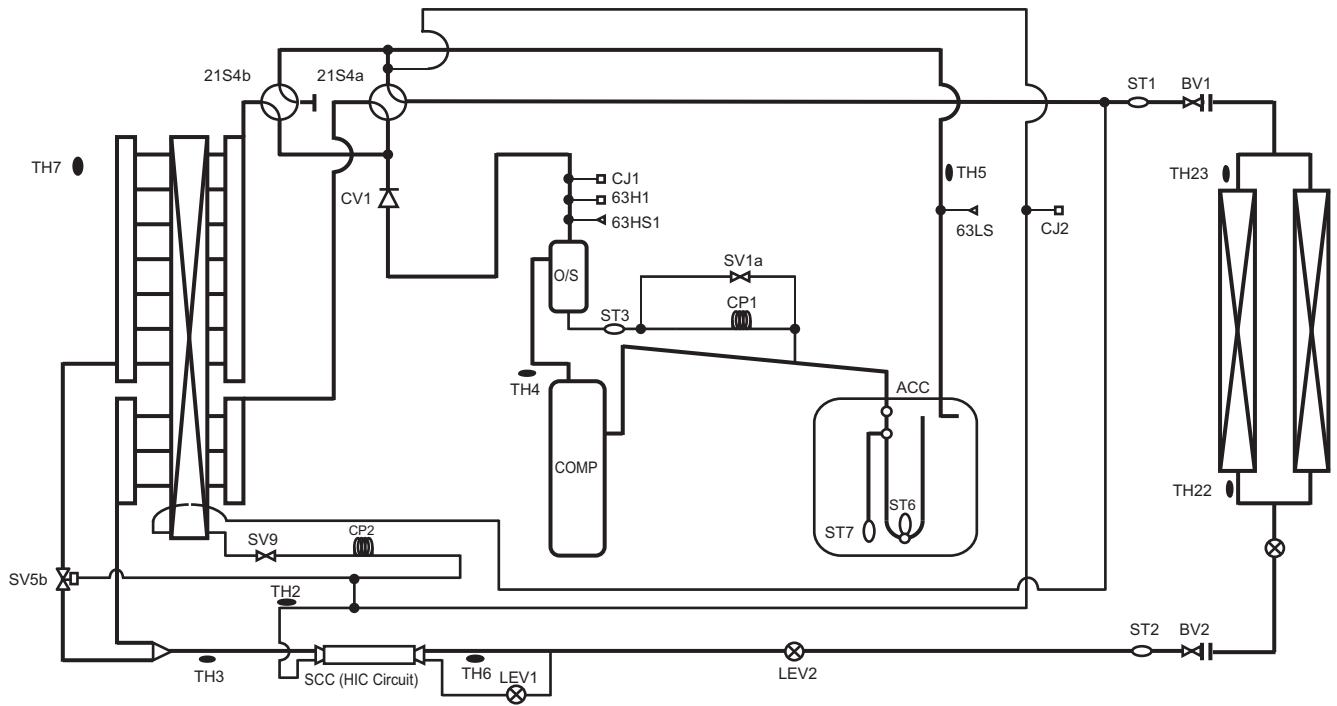 21S4b
21S4a
ST1
BV1
TH7
CV1
CJ1
63H1
63HS1
TH5
63LS
CJ2
TH23
O/S
SV1a
CP1
ST3
TH4
ACC
COMP
ST7
ST6
TH22
SV9
CP2
SV5b
TH2
TH3
SCC (HIC Circuit)
TH6
LEV1
LEV2
ST2
BV2